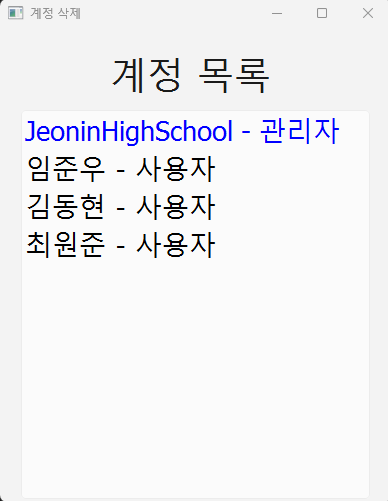 계정 삭제
계정 목록
JeoninHighSchool - 관리자
임준우 - 사용자
김동현 - 사용자
최원준 - 사용자